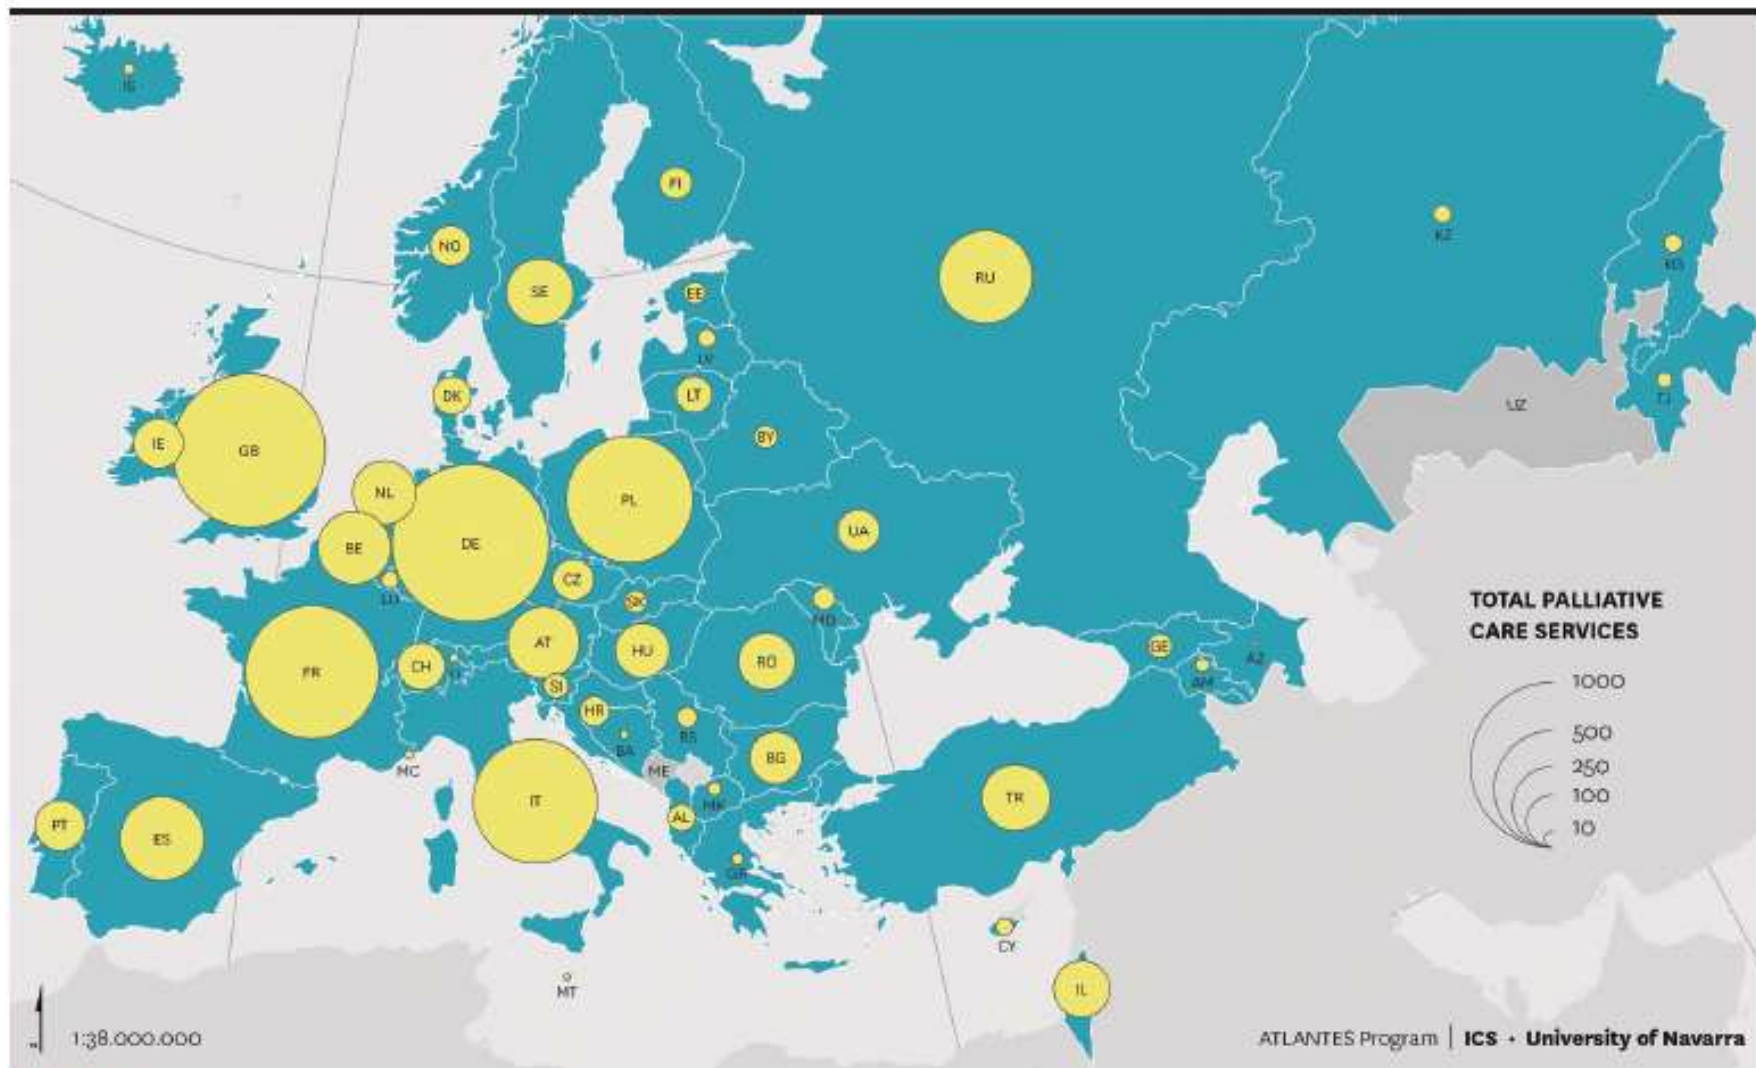 IS
FI
NO
KZ
KG
SE
EE
RU
LV
DK
LT
TJ
UZ
BY
IE
GB
NL
PL
UA
BE
DE
CZ
LU
SK
MD
TOTAL PALLIATIVE
CARE SERVICES
AT
HU
GE
FR
CH
RO
AZ
AM
1000
SI
HR
500
BA
RS
BG
250
MC
ME
TR
100
IT
MK
PT
ES
AL
10
GR
CY
MT
IL
1:38.000.000
ATLANTES Program | ICS · University of Navarra